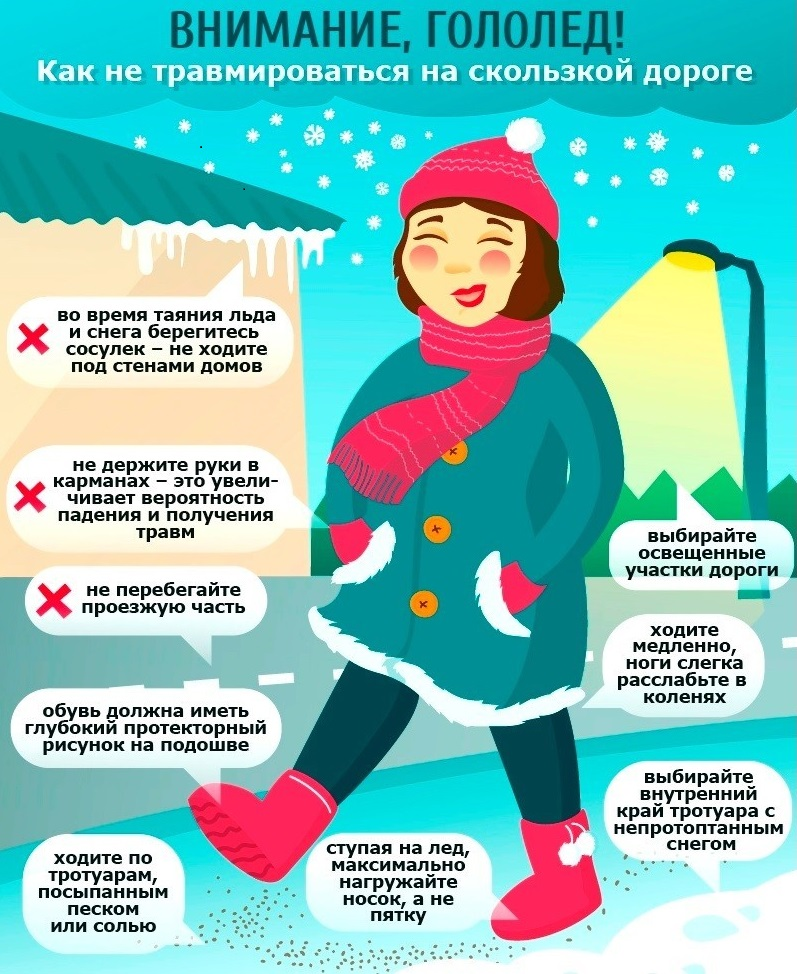 ВНИМАНИЕ, ГОЛОЛЕД!
Как не травмироваться на скользкой дороге
во время таяния льда
и снега берегитесь
сосулек – не ходите
под стенами домов
не держите руки в
карманах – это увели-
чивает вероятность
падения и получения
травм
не перебегайте
проезжую часть
обувь должна иметь
глубокий протекторный
рисунок на подошве
ходите по
тротуарам,
посыпанным
песком
или солью
ступая на лед,
максимально
нагружайте
носок, а не
пятку
выбирайте
освещенные
участки дороги
ходите
медленно,
ноги слегка
расслабьте в
коленях
выбирайте
внутренний
край тротуара с
непротоптанным
снегом